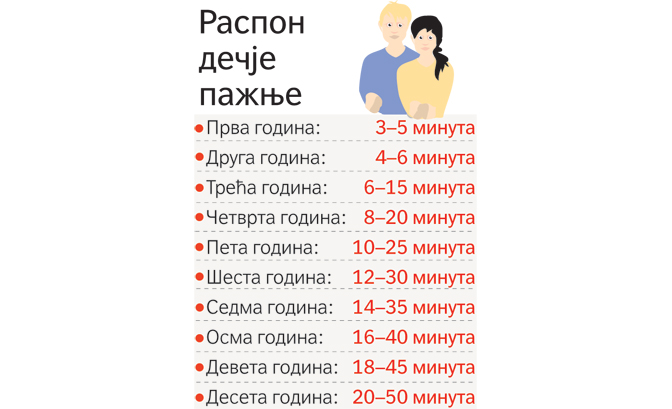 Распон
дечје
пажње
Прва година: 3–5 минута
Друга година: 4–6 минута
Трећа година: 6–15 минута
Четврта година: 8–20 минута
Пета година: 10–25 минута
Шеста година: 12–30 минута
Седма година: 14–35 минута
Осма година: 16–40 минута
Девета година: 18–45 минута
Десета година: 20–50 минута